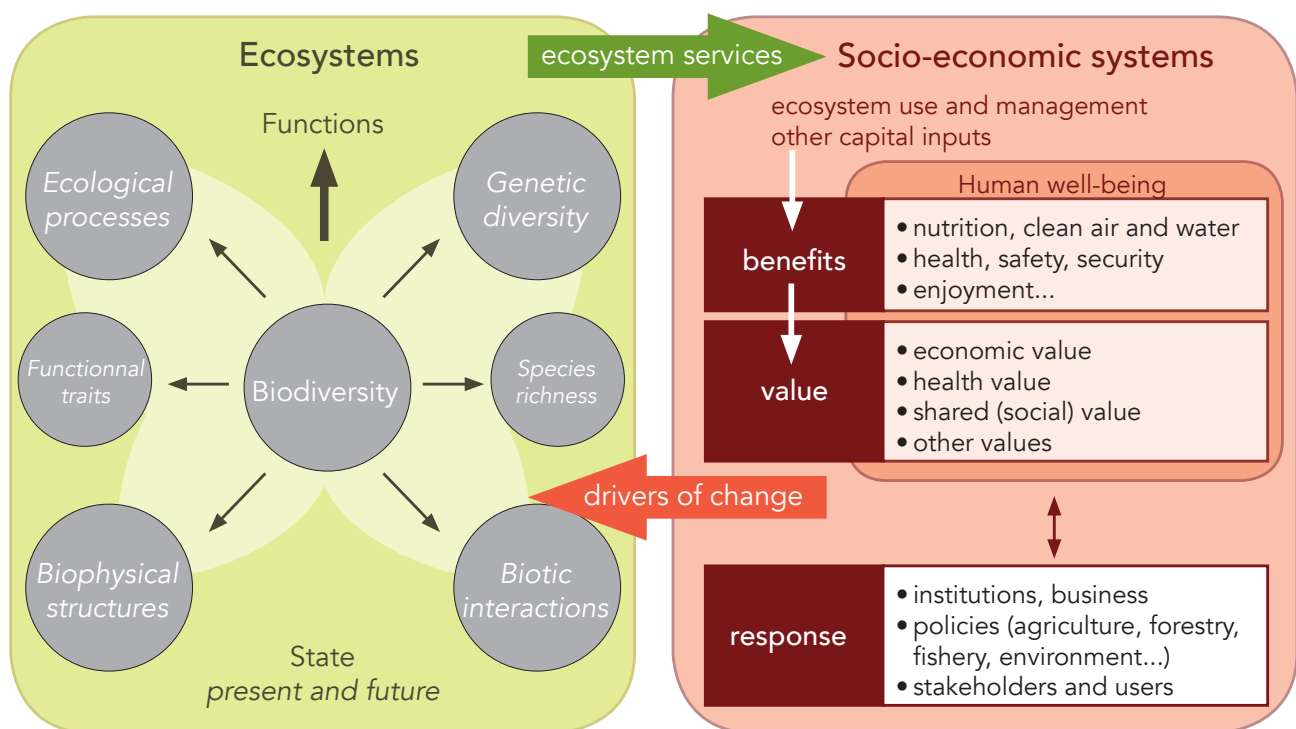 Ecosystems
Functions
Ecological
processes
Genetic
diversity
Functionnal
traits
Biodiversity
Species
richness
Biophysical
structures
Biotic
interactions
State
present and future
ecosystem services
drivers of change
Socio-economic systems
ecosystem use and management
other capital inputs
Human well-being
benefits
• nutrition, clean air and water
• health, safety, security
• enjoyment...
value
• economic value
• health value
• shared (social) value
• other values
response
• institutions, business
• policies (agriculture, forestry,
fishery, environment...)
• stakeholders and users